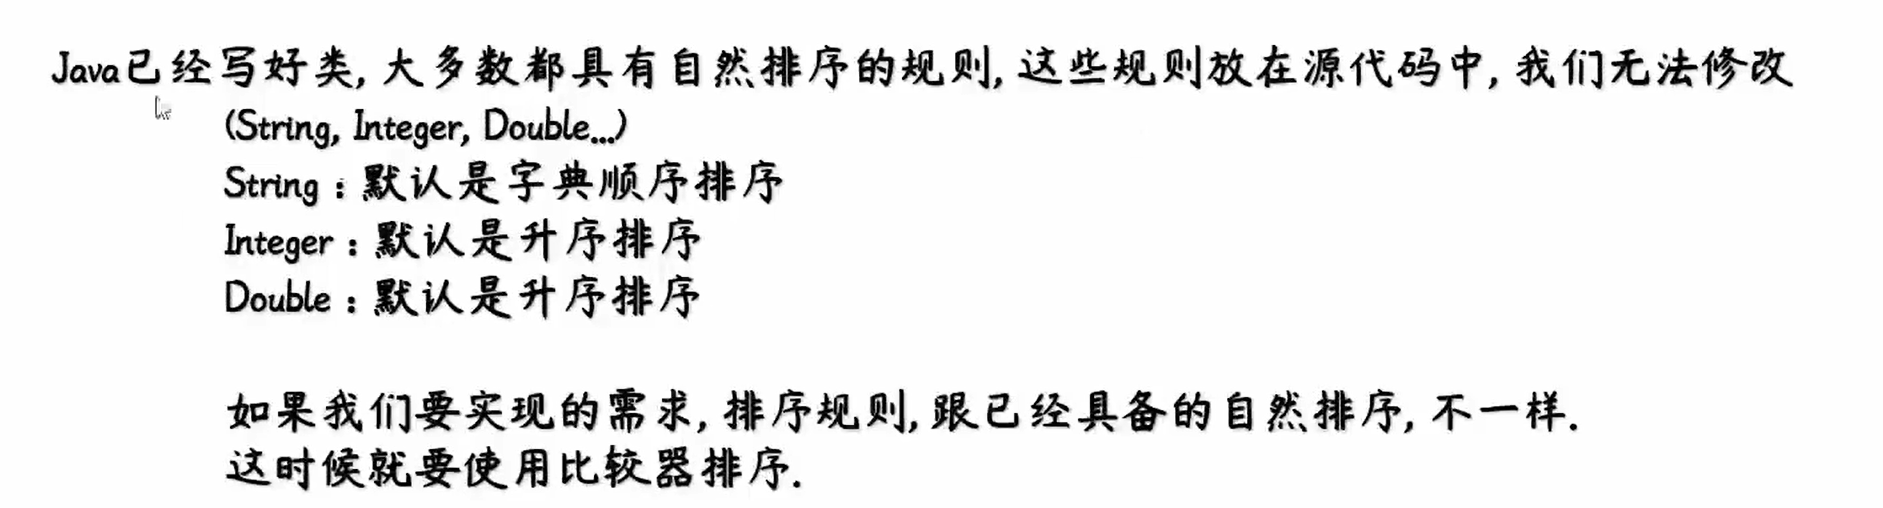 Java已经写好类, 大多数都具有自然排序的规则, 这些规则放在源代码中, 我们无法修改
(String, Integer, Double...)
String : 默认是字典顺序排序
Integer : 默认是升序排序
Double : 默认是升序排序
如果我们要实现的需求, 排序规则, 跟已经具备的自然排序, 不一样.
这时候就要使用比较器排序.